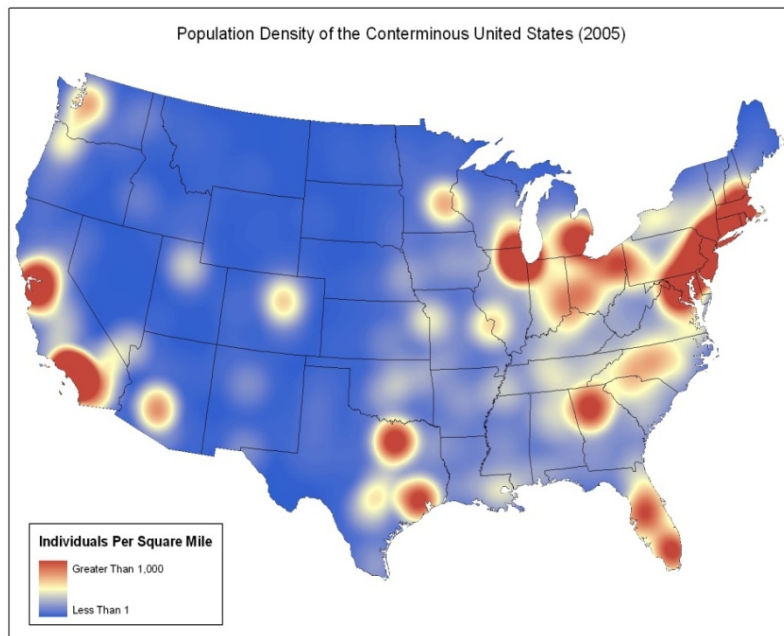 Population Density of the Conterminous United States (2005)
Individuals Per Square Mile
Greater Than 1,000
Less Than 1